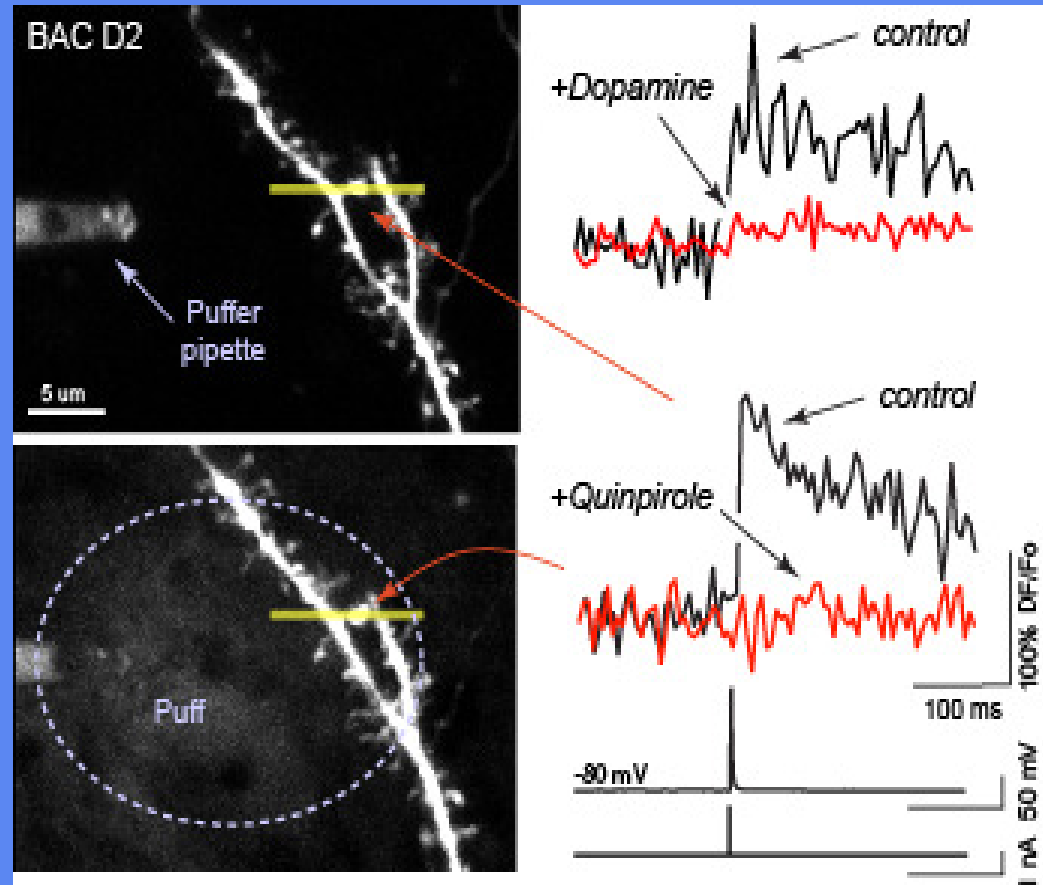 BAC D2
Puffer
pipette
5 um
Puff
control
+Dopamine
control
+Quinpirole
100% DF/Fo
100 ms
-80 mV
50 mV
I nA